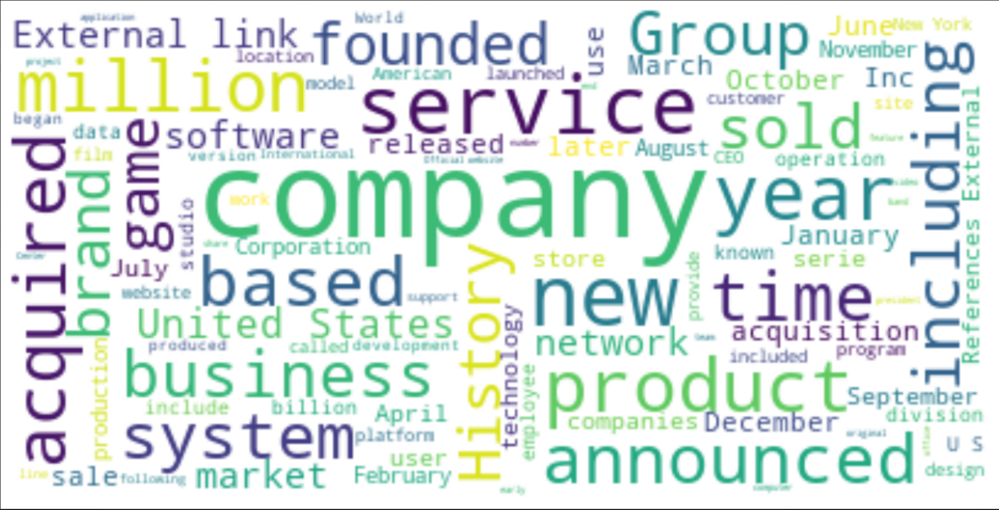 application
World
External link
founded
use
Group
June
New York
location
November
project
million
March
model
American
launched
October
Inc
including
service
customer
site
began
data
game
software
sold
External
released
number
later
August
feature
acquired
film
version
International
Official website
CEO
operation
brand
company
year
work
studio
share
Corporation
January
History
store
known
serie
Center
July
based
new
provide
time
References
website
support
president
United States
technology
acquisition
produced
called
development
network
team
included
program
production
business
employee
product
September
include
billion
April
companies
December
division
system
platform
original
office
U S
user
announced
line
sale
following
market
February
design
early
computer